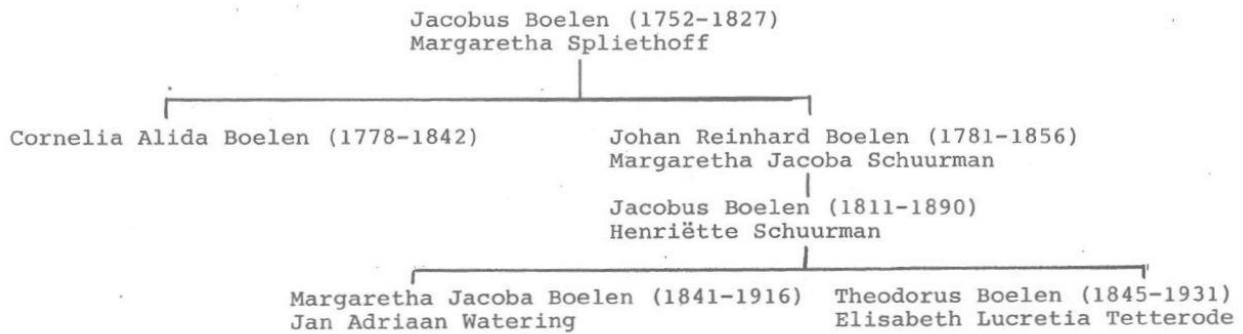 Jacobus Boelen (1752-1827)
Margaretha Spliethoff
Cornelia Alida Boelen (1778-1842)
Johan Reinhard Boelen (1781-1856)
Margaretha Jacoba Schuurman
Jacobus Boelen (1811-1890)
Henriëtte Schuurman
Margaretha Jacoba Boelen (1841-1916)
Jan Adriaan Watering
Theodorus Boelen (1845-1931)
Elisabeth Lucretia Tetterode